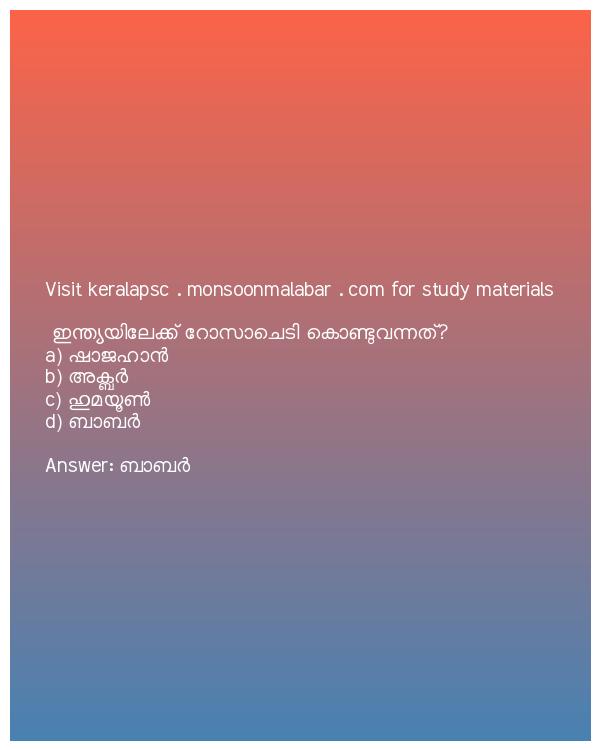 Visit keralapsc . monsoonmalabar . com for study materials
ഇന്ത്യയിലേക്ക് റോസാചെടി കൊണ്ടുവന്നത്?
a) ഷാജഹാൻ
b) അക്ബർ
c) ഹുമയൂൺ
d) ബാബർ
Answer: ബാബർ